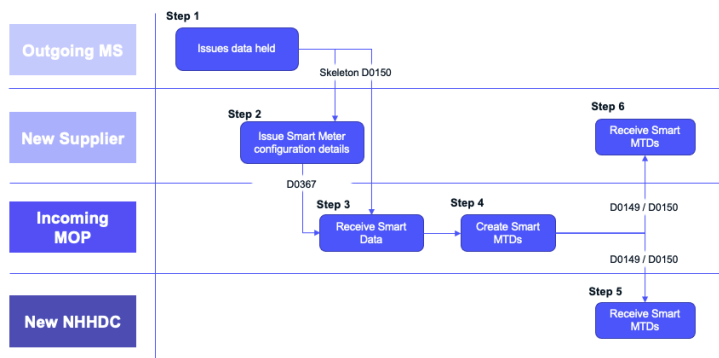 Step 1
Outgoing MS
Issues data held
Skeleton D0150
Step 6
Step 2
New Supplier
Issue Smart Meter
configuration details
Receive Smart
MTDs
D0367
Step 3
Step 4
D0149 / D0150
Incoming
MOP
Receive Smart
Data
Create Smart
MTDs
D0149 / D0150
Step 5
New NHHDC
Receive Smart
MTDs